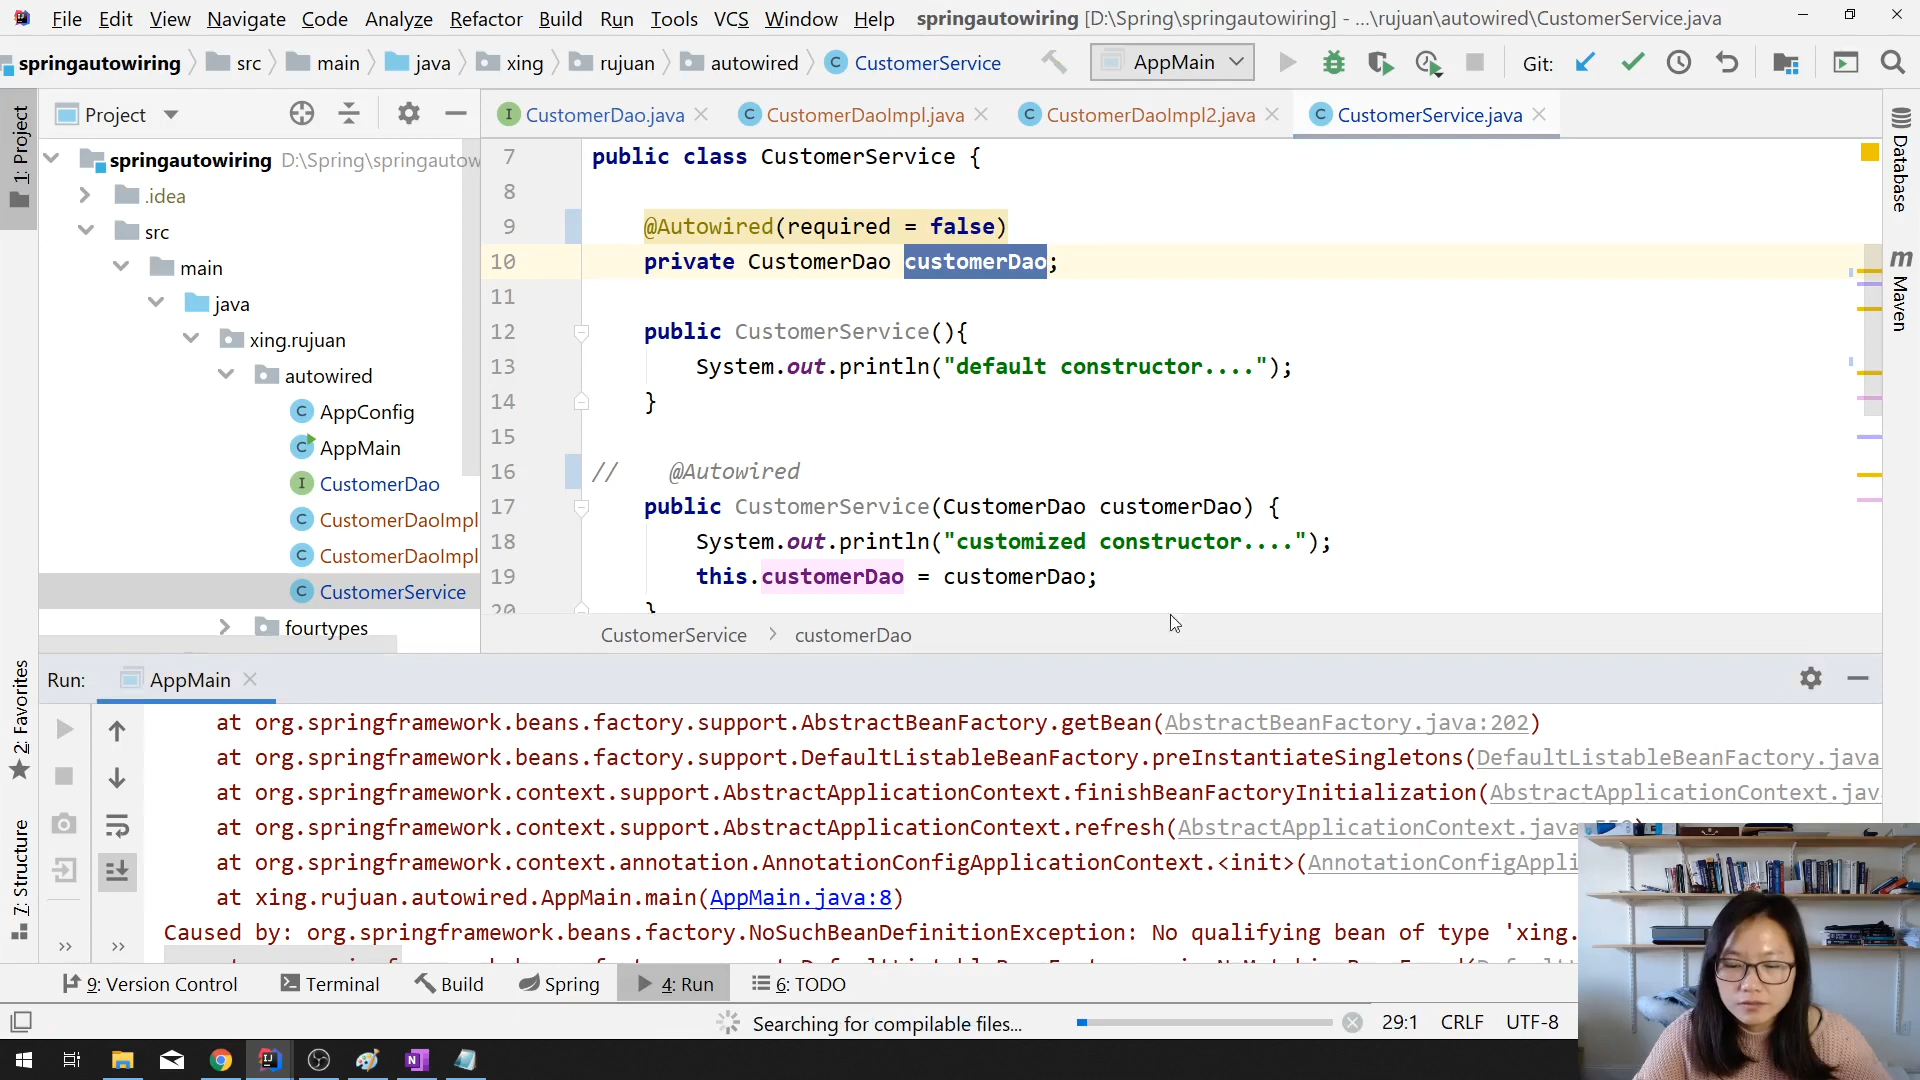 File Edit View Navigate Code Analyze Refactor Build Run Tools VCS Window Help springautowiring [D:\Spring\springautowiring] - ...\rujuan\autowired\CustomerService.java
springautowiring src main java xing rujuan autowired CustomerService AppMain Git:
Project
CustomerDao.java CustomerDaoImpl.java CustomerDaoImpl2.java CustomerService.java
1: Project
2: Favorites
7: Structure
springautowiring D:\Spring\springautow
.idea
src
main
java
xing.rujuan
autowired
AppConfig
AppMain
CustomerDao
CustomerDaoImpl
CustomerDaoImpl
CustomerService
fourtypes
7 public class CustomerService {
8
9 @Autowired(required = false)
10 private CustomerDao customerDao;
11
12 public CustomerService(){
13 System.out.println("default constructor....");
14 }
15
16 // @Autowired
17 public CustomerService(CustomerDao customerDao) {
18 System.out.println("customized constructor....");
19 this.customerDao = customerDao;
20 }
CustomerService customerDao
Database
Maven
Run: AppMain
at org.springframework.beans.factory.support.AbstractBeanFactory.getBean(AbstractBeanFactory.java:202)
at org.springframework.beans.factory.support.DefaultListableBeanFactory.preInstantiateSingletons(DefaultListableBeanFactory.java
at org.springframework.context.support.AbstractApplicationContext.finishBeanFactoryInitialization(AbstractApplicationContext.jav
at org.springframework.context.support.AbstractApplicationContext.refresh(AbstractApplicationContext.java
at org.springframework.context.annotation.AnnotationConfigApplicationContext.<init>(AnnotationConfigAppli
at xing.rujuan.autowired.AppMain.main(AppMain.java:8)
Caused by: org.springframework.beans.factory.NoSuchBeanDefinitionException: No qualifying bean of type 'xing.
9: Version Control Terminal Build Spring 4: Run 6: TODO
Searching for compilable files... 29:1 CRLF UTF-8